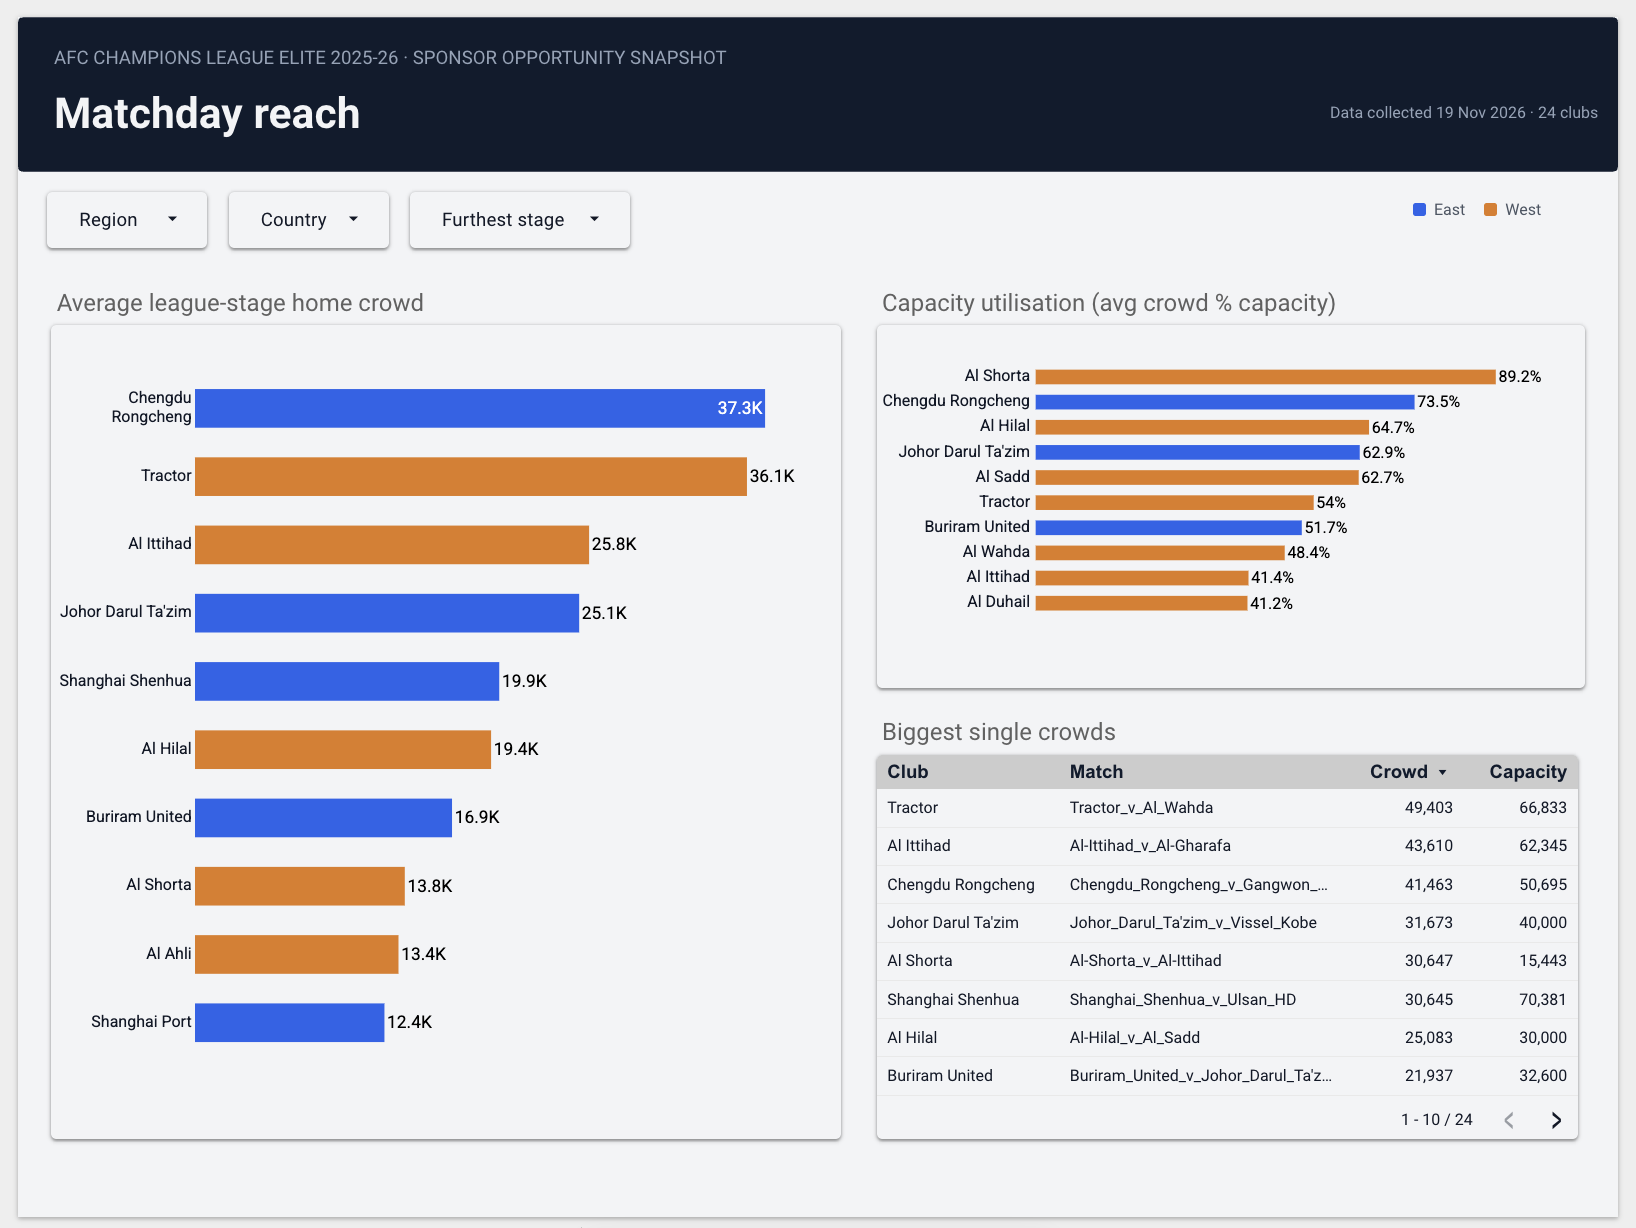 AFC CHAMPIONS LEAGUE ELITE 2025-26 · SPONSOR OPPORTUNITY SNAPSHOT
Matchday reach
Data collected 19 Nov 2026 · 24 clubs
Region
Country
Furthest stage
East
West
Average league-stage home crowd
Chengdu
Rongcheng
37.3K
Tractor
36.1K
Al Ittihad
25.8K
Johor Darul Ta'zim
25.1K
Shanghai Shenhua
19.9K
Al Hilal
19.4K
Buriram United
16.9K
Al Shorta
13.8K
Al Ahli
13.4K
Shanghai Port
12.4K
Capacity utilisation (avg crowd % capacity)
Al Shorta 89.2%
Chengdu Rongcheng 73.5%
Al Hilal 64.7%
Johor Darul Ta'zim 62.9%
Al Sadd 62.7%
Tractor 54%
Buriram United 51.7%
Al Wahda 48.4%
Al Ittihad 41.4%
Al Duhail 41.2%
Biggest single crowds
Club Match Crowd Capacity
Tractor Tractor_v_Al_Wahda 49,403 66,833
Al Ittihad Al-Ittihad_v_Al-Gharafa 43,610 62,345
Chengdu Rongcheng Chengdu_Rongcheng_v_Gangwon_... 41,463 50,695
Johor Darul Ta'zim Johor_Darul_Ta'zim_v_Vissel_Kobe 31,673 40,000
Al Shorta Al-Shorta_v_Al-Ittihad 30,647 15,443
Shanghai Shenhua Shanghai_Shenhua_v_Ulsan_HD 30,645 70,381
Al Hilal Al-Hilal_v_Al_Sadd 25,083 30,000
Buriram United Buriram_United_v_Johor_Darul_Ta'z... 21,937 32,600
1 - 10 / 24